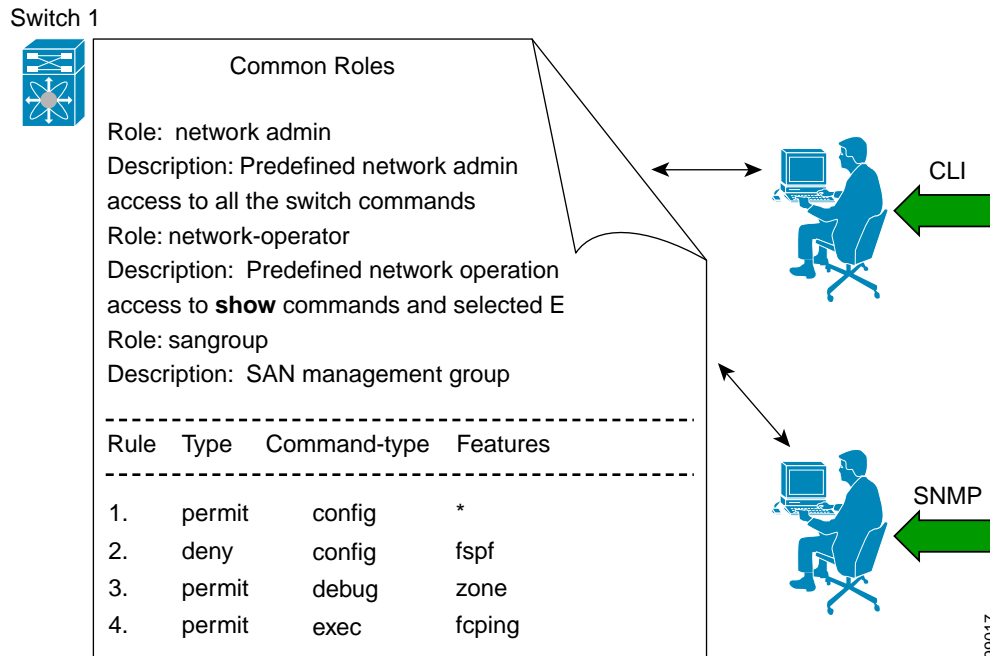 Switch 1
Common Roles
Role: network admin
Description: Predefined network admin
access to all the switch commands
Role: network-operator
Description: Predefined network operation
access to show commands and selected E
Role: sangroup
Description: SAN management group
Rule Type Command-type Features
1. permit config *
2. deny config fspf
3. permit debug zone
4. permit exec fcping
CLI
SNMP